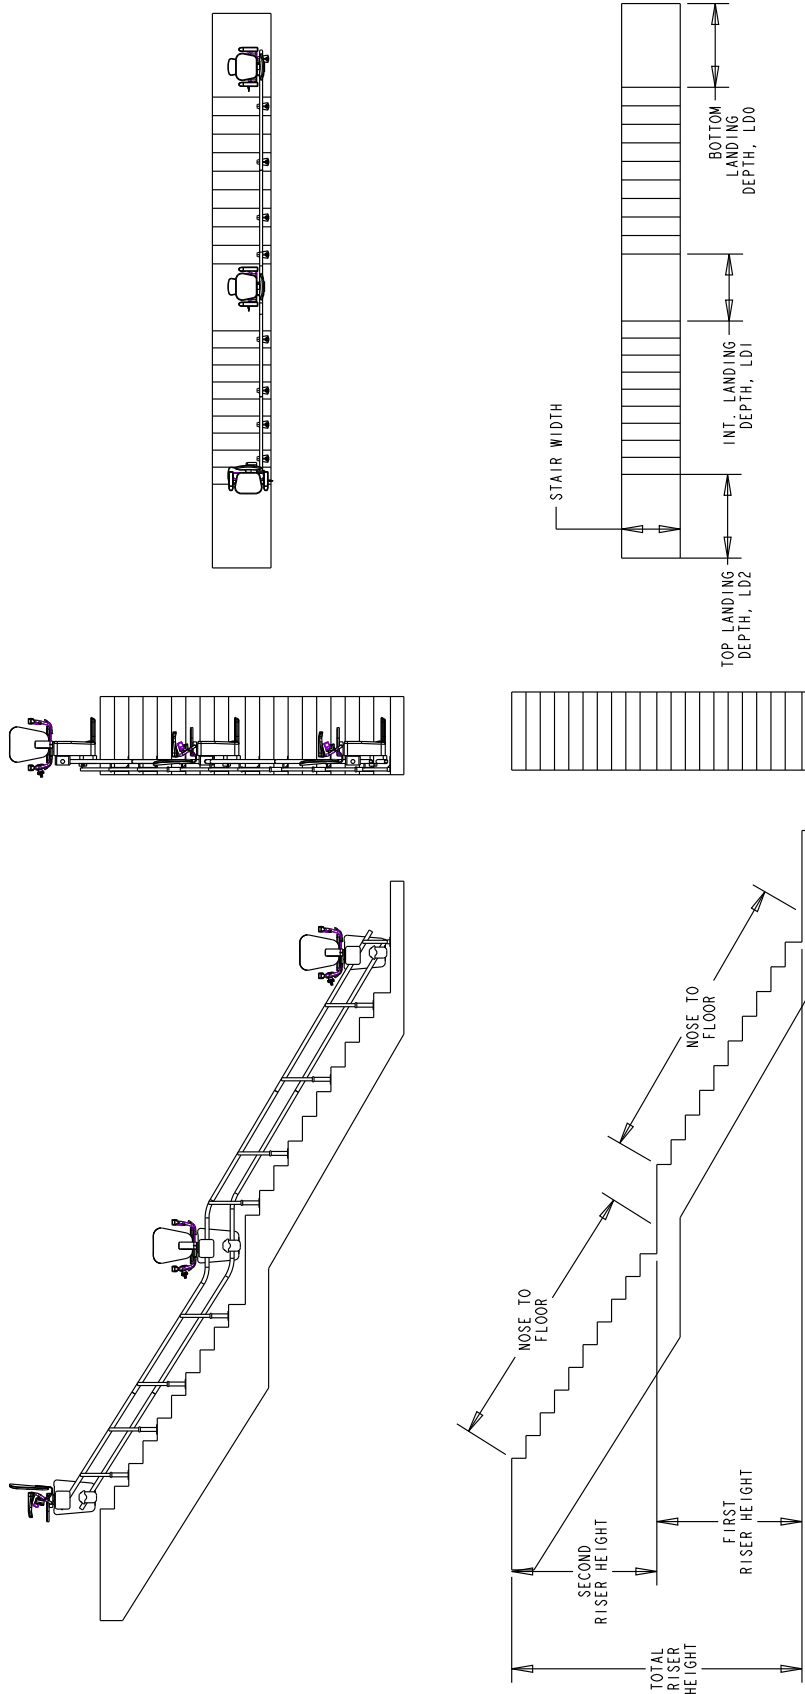 BOTTOM
LANDING
DEPTH, LD0
INT. LANDING
DEPTH, LD1
STAIR WIDTH
TOP LANDING
DEPTH, LD2
NOSE TO
FLOOR
NOSE TO
FLOOR
FIRST
RISER HEIGHT
SECOND
RISER HEIGHT
TOTAL
RISER
HEIGHT